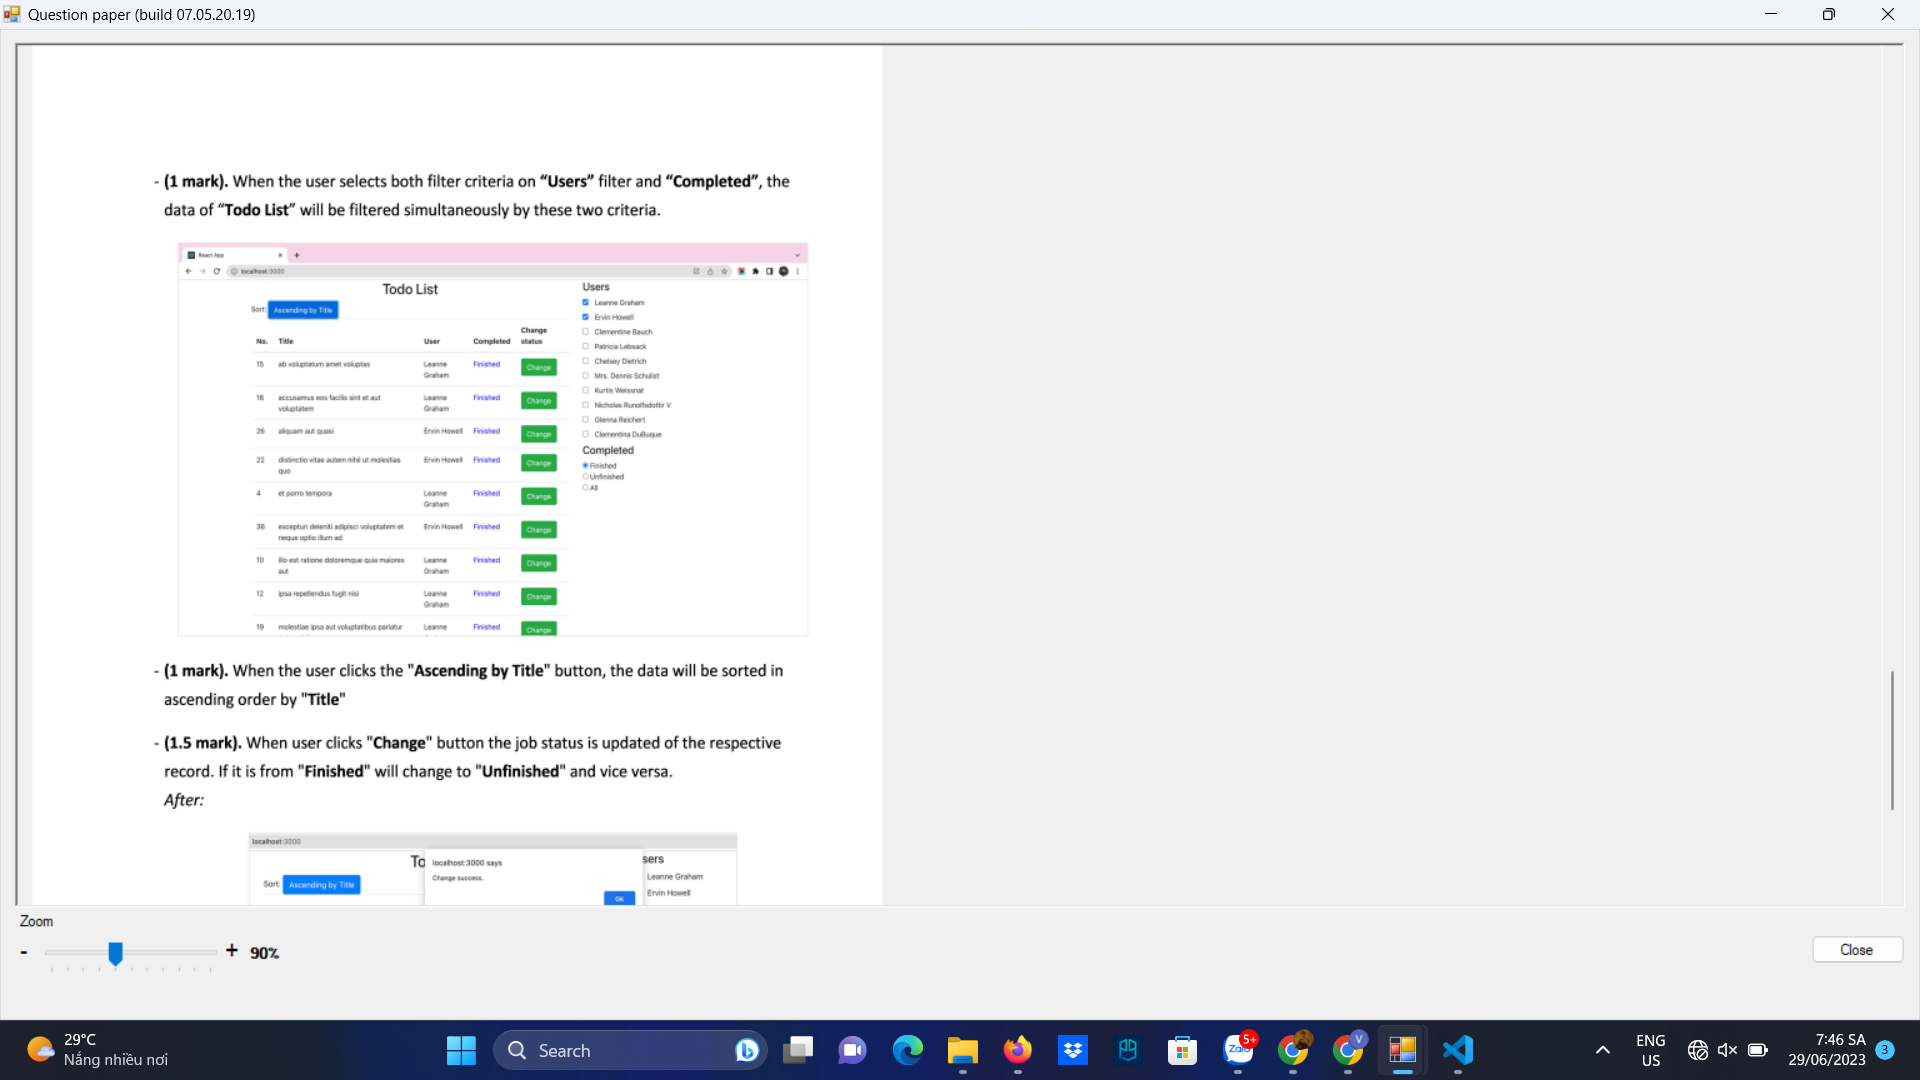 Question paper (build 07.05.20.19)
- (1 mark). When the user selects both filter criteria on “Users” filter and “Completed”, the
data of “Todo List” will be filtered simultaneously by these two criteria.
React App
localhost:3000
Todo List
Sort: Ascending by Title
No. Title User Completed Change status
15 ab voluptatum amet voluptas Leanne Graham Finished Change
16 accusamus eos facilis sint et aut voluptatem Leanne Graham Finished Change
26 aliquam aut quasi Ervin Howell Finished Change
22 distinctio vitae autem nihil ut molestias quo Ervin Howell Finished Change
4 et porro tempora Leanne Graham Finished Change
36 excepturi deleniti adipisci voluptatem et neque optio illum ad Ervin Howell Finished Change
10 illo est ratione doloremque quia maiores aut Leanne Graham Finished Change
12 ipsa repellendus fugit nisi Leanne Graham Finished Change
19 molestiae ipsa aut voluptatibus pariatur Leanne Finished Change
Users
Leanne Graham
Ervin Howell
Clementine Bauch
Patricia Lebsack
Chelsey Dietrich
Mrs. Dennis Schulist
Kurtis Weissnat
Nicholas Runolfsdottir V
Glenna Reichert
Clementina DuBuque
Completed
Finished
Unfinished
All
- (1 mark). When the user clicks the "Ascending by Title" button, the data will be sorted in
ascending order by "Title"
- (1.5 mark). When user clicks "Change" button the job status is updated of the respective
record. If it is from "Finished" will change to "Unfinished" and vice versa.
After:
localhost:3000
To
localhost:3000 says
Change success.
OK
sers
Sort: Ascending by Title
Leanne Graham
Ervin Howell
Zoom
- + 90%
Close
29°C
Nắng nhiều nơi
Search
Zalo
5+
V
ENG
US
7:46 SA
29/06/2023
3